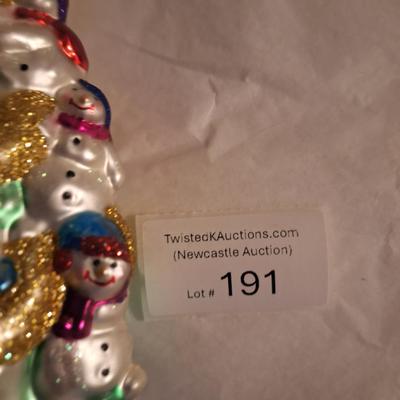 TwistedKAuctions.com
(Newcastle Auction)
Lot # 191